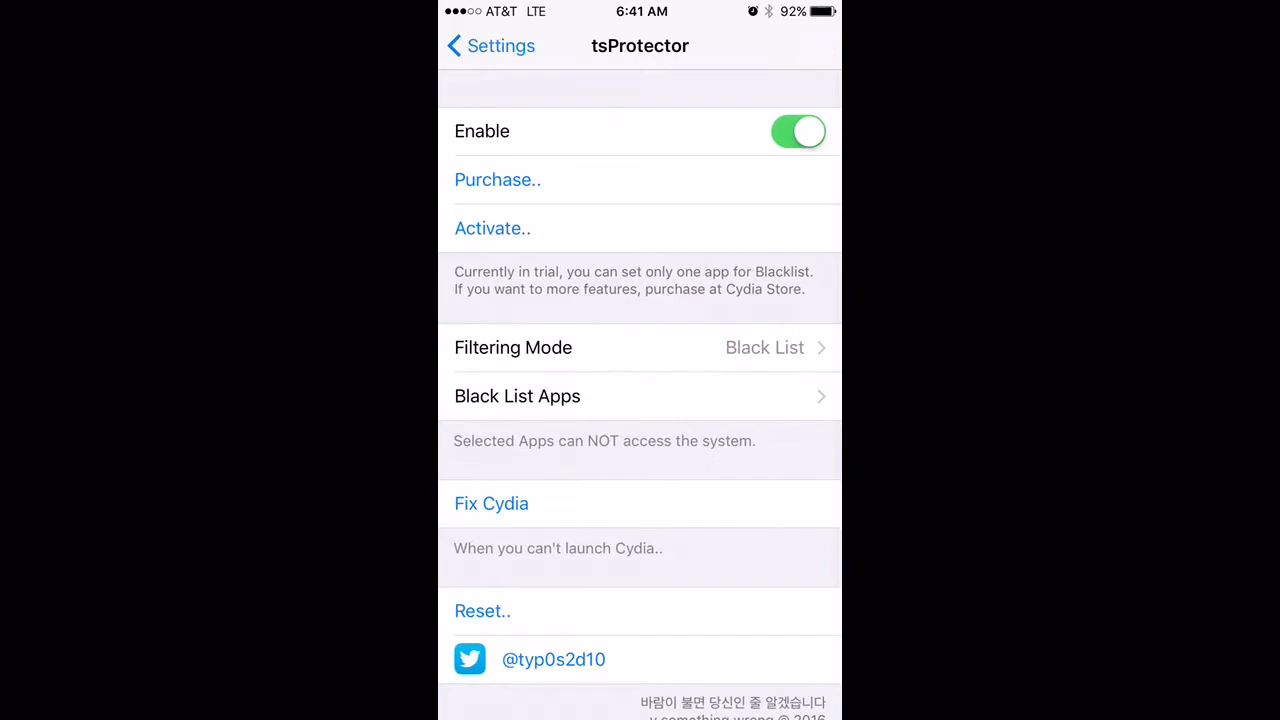 AT&T LTE 6:41 AM 92%
Settings tsProtector
Enable
Purchase..
Activate..
Currently in trial, you can set only one app for Blacklist.
If you want to more features, purchase at Cydia Store.
Filtering Mode Black List
Black List Apps
Selected Apps can NOT access the system.
Fix Cydia
When you can't launch Cydia..
Reset..
@typ0s2d10
바람이 불면 당신인 줄 알겠습니다
something wrong @ 2016